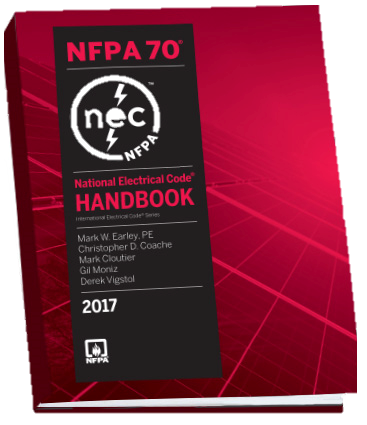 NFPA 70®
nec™
NFPA
National Electrical Code®
HANDBOOK
International Electrical Code® Series
Mark W. Earley, PE
Christopher D. Coache
Mark Cloutier
Gil Moniz
Derek Vigstol
2017
NFPA